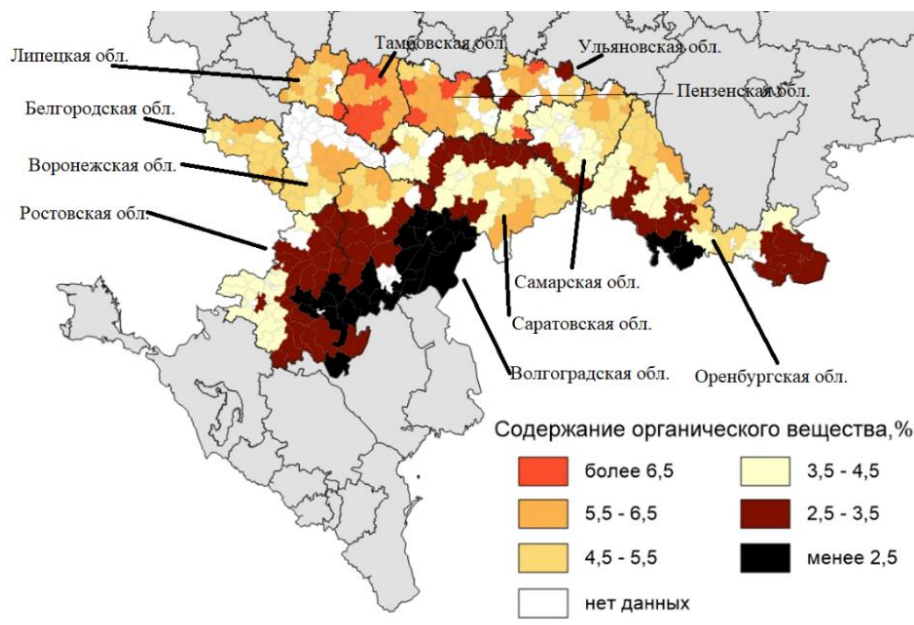 Тамбовская обл.
Ульяновская обл.
Липецкая обл.
Пензенская обл.
Белгородская обл.
Воронежская обл.
Ростовская обл.
Самарская обл.
Саратовская обл.
Волгоградская обл.
Оренбургская обл.
Содержание органического вещества,%
более 6,5
3,5 - 4,5
5,5 - 6,5
2,5 - 3,5
4,5 - 5,5
менее 2,5
нет данных